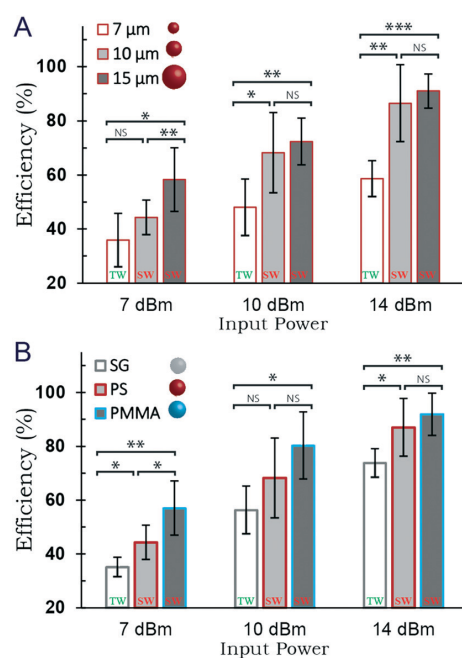 A
7 µm
10 µm
15 µm
***
**
NS
**
*
NS
*
NS
**
100
80
60
40
20
Efficiency (%)
TW SW SW
TW SW SW
TW SW SW
7 dBm 10 dBm 14 dBm
Input Power
B
SG
PS
PMMA
**
*
NS
*
NS
NS
**
*
*
100
80
60
40
20
Efficiency (%)
TW SW SW
TW SW SW
TW SW SW
7 dBm 10 dBm 14 dBm
Input Power